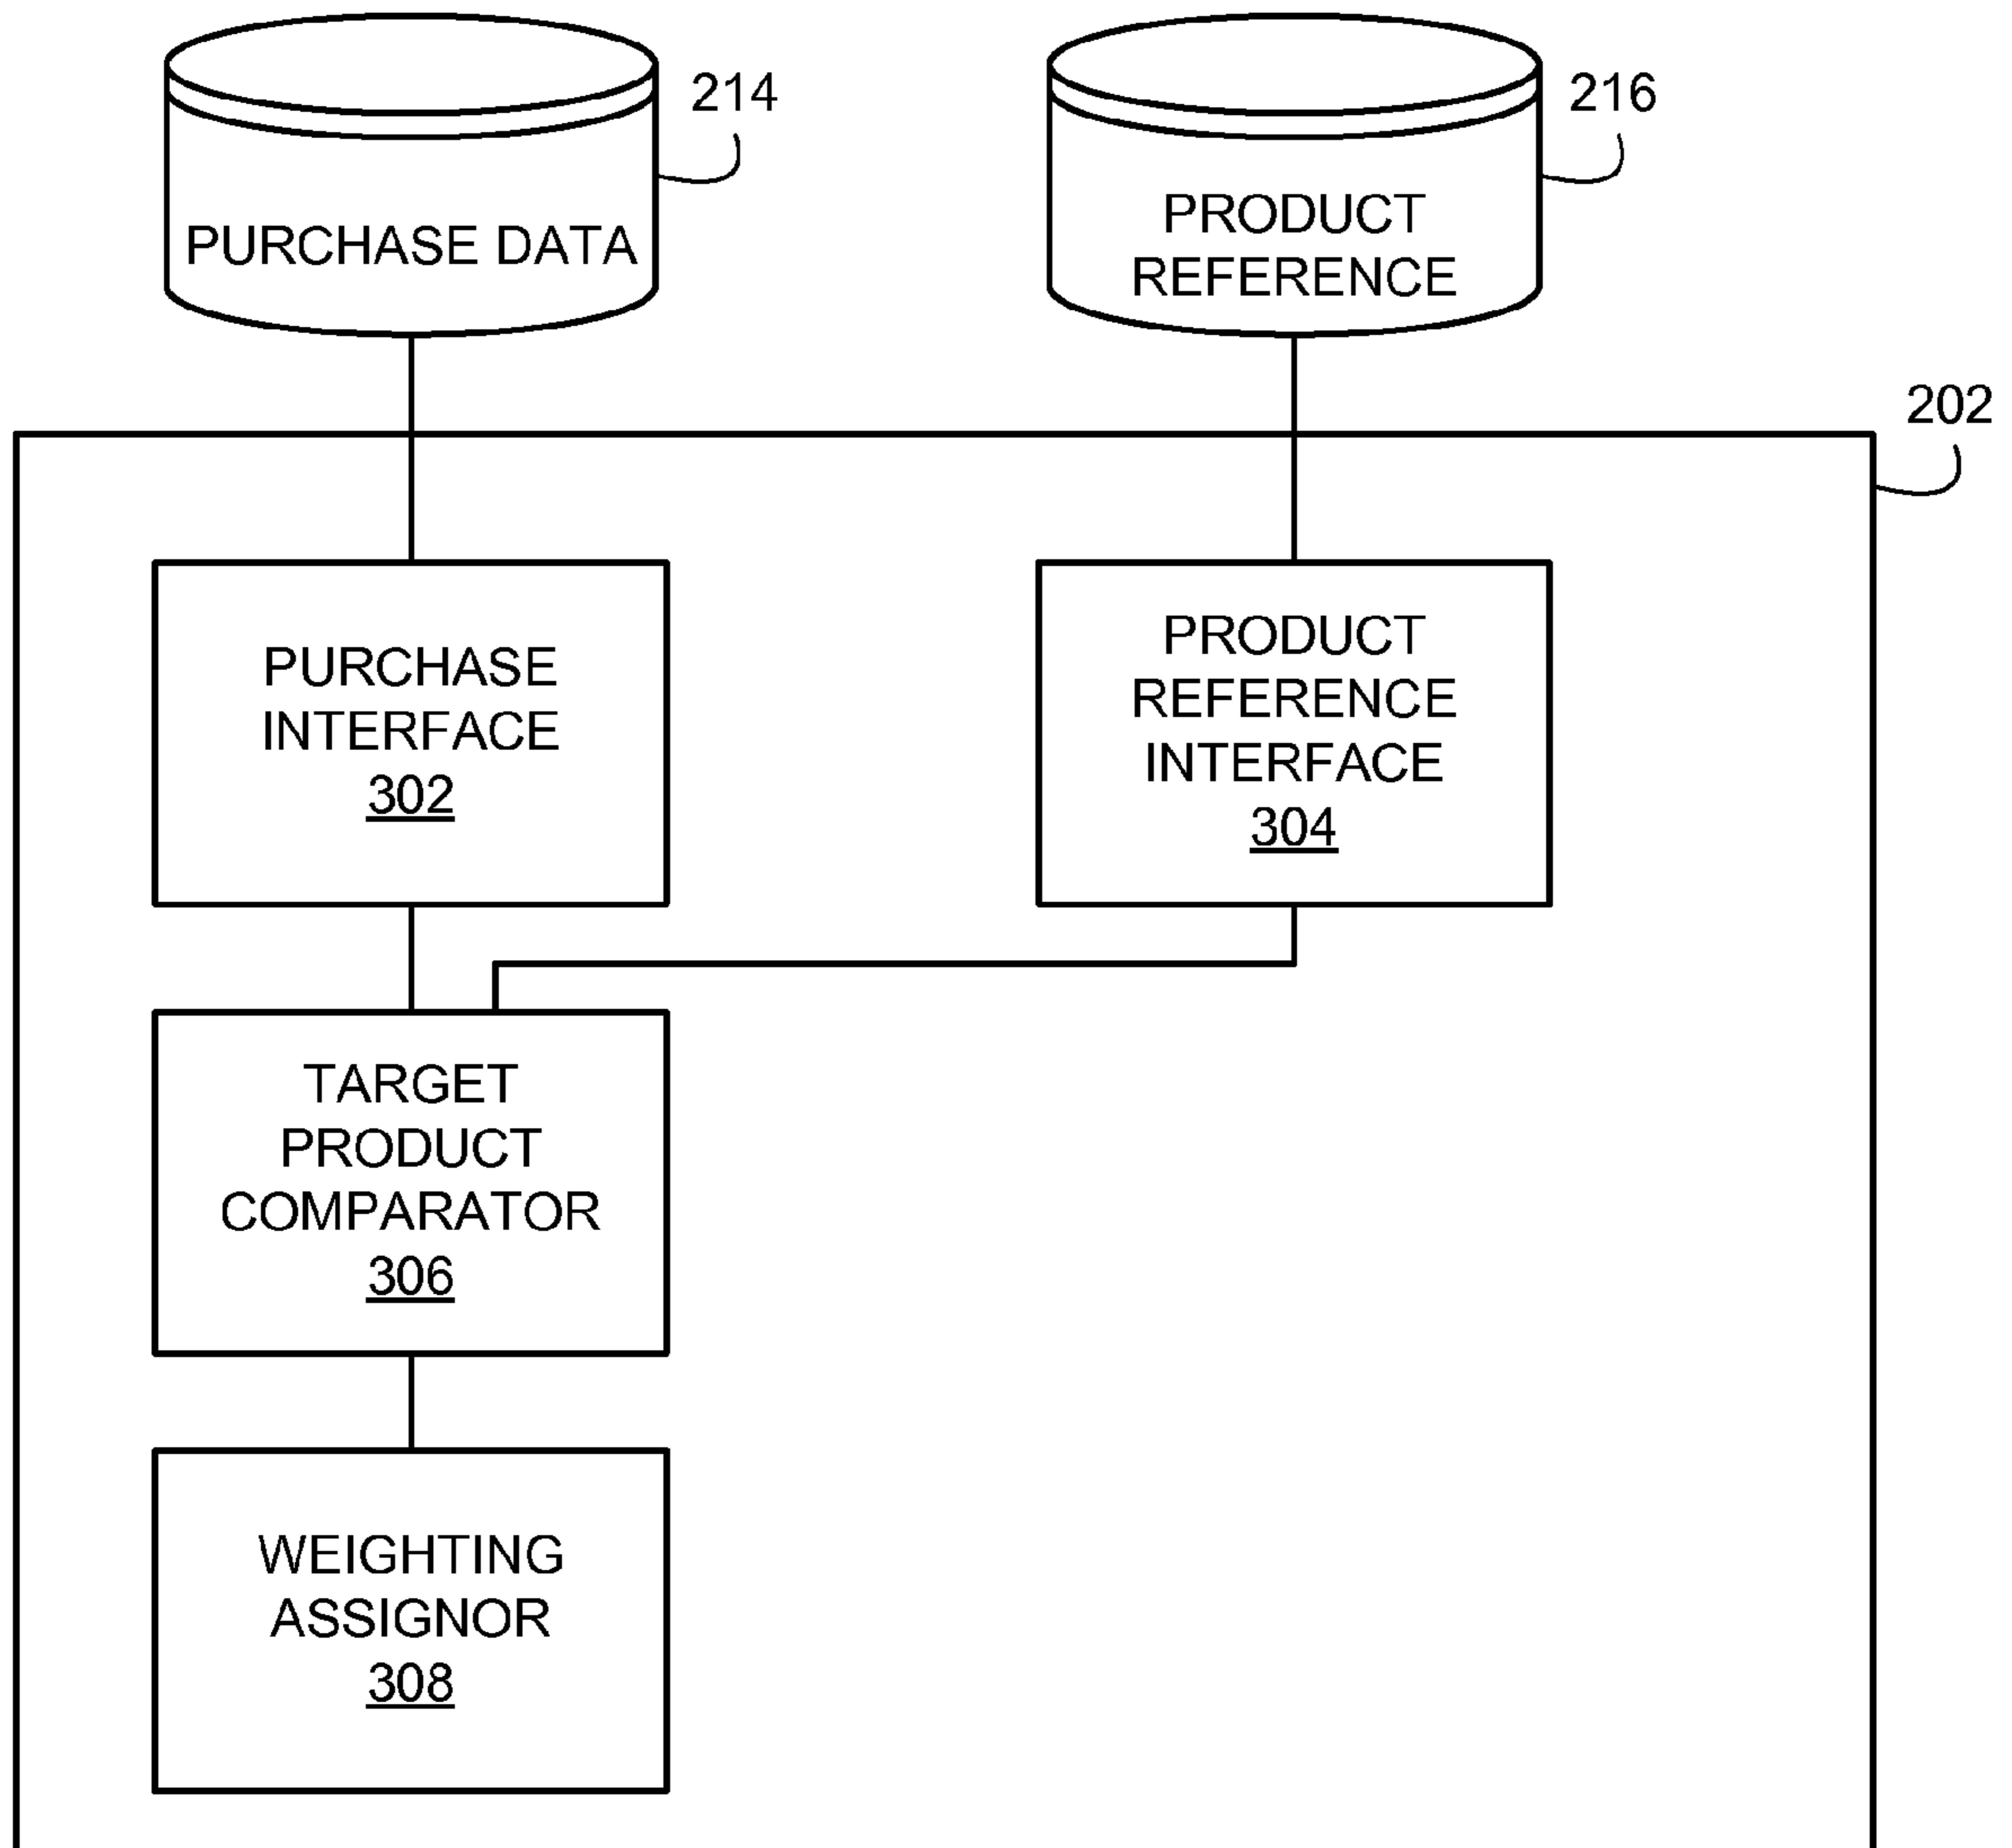 214
PURCHASE DATA
216
PRODUCT
REFERENCE
202
PURCHASE
INTERFACE
302
PRODUCT
REFERENCE
INTERFACE
304
TARGET
PRODUCT
COMPARATOR
306
WEIGHTING
ASSIGNOR
308